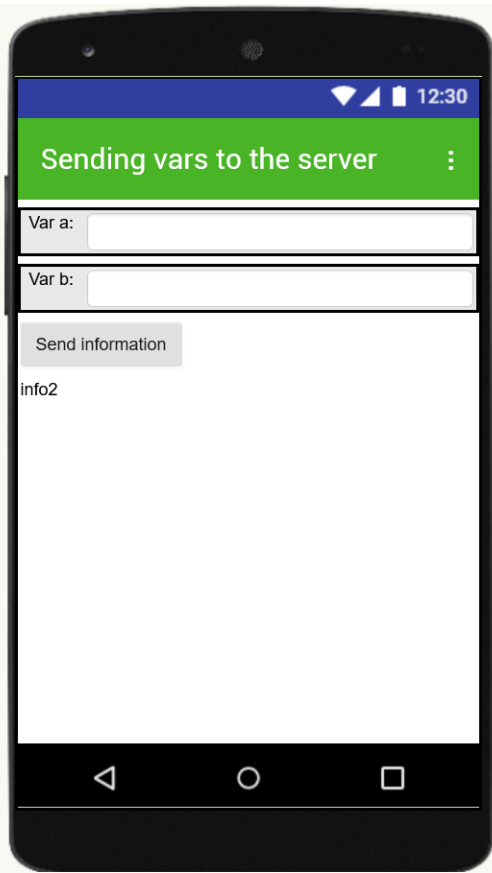 12:30
Sending vars to the server
Var a:
Var b:
Send information
info2